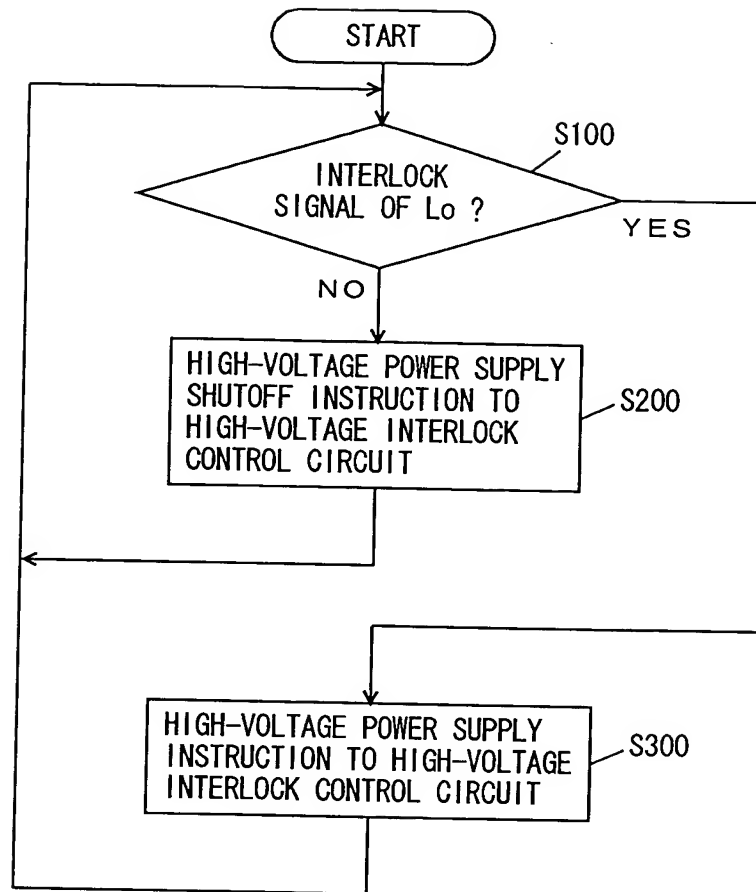 START
S100
INTERLOCK
SIGNAL OF Lo ?
YES
NO
HIGH-VOLTAGE POWER SUPPLY
SHUTOFF INSTRUCTION TO
HIGH-VOLTAGE INTERLOCK
CONTROL CIRCUIT
S200
HIGH-VOLTAGE POWER SUPPLY
INSTRUCTION TO HIGH-VOLTAGE
INTERLOCK CONTROL CIRCUIT
S300